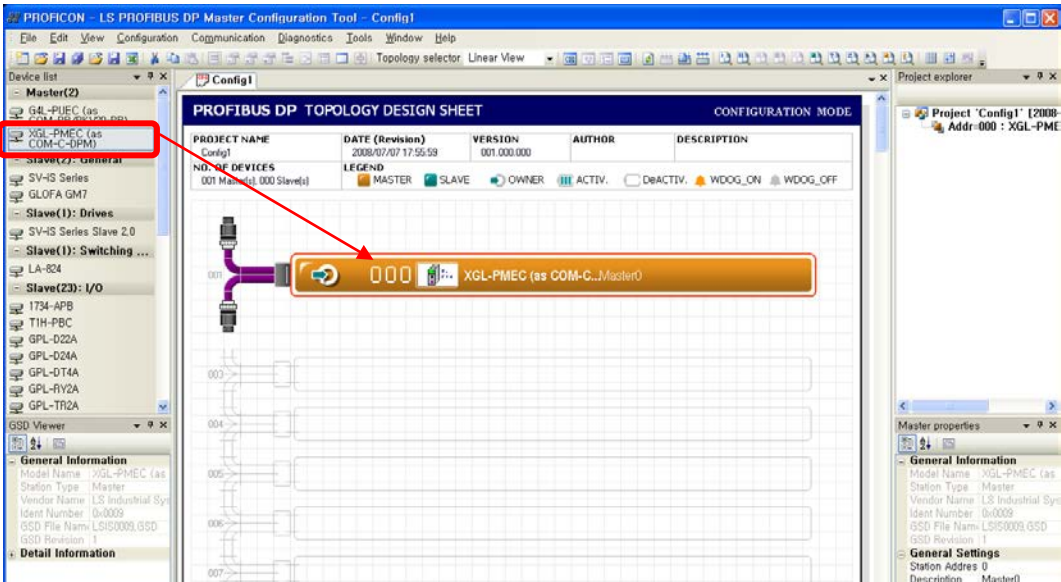 PROFICON - LS PROFIBUS DP Master Configuration Tool - Config1
File Edit View Configuration Communication Diagnostics Tools Window Help
Topology selector Linear View
Device list
Master(2)
G4L-PUEC (as
XGL-PMEC (as
COM-C-DPM)
Slave(2): General
SV-iS Series
GLOFA GM7
Slave(1): Drives
SV-iS Series Slave 2.0
Slave(1): Switching ...
LA-824
Slave(23): I/O
1734-APB
T1H-PBC
GPL-D22A
GPL-D24A
GPL-DT4A
GPL-RY2A
GPL-TR2A
GSD Viewer
General Information
Model Name XGL-PMEC (as
Station Type Master
Vendor Name LS Industrial Sys
Ident Number 0x0009
GSD File Name LSIS0009.GSD
GSD Revision 1
Detail Information
Config1
PROFIBUS DP TOPOLOGY DESIGN SHEET CONFIGURATION MODE
PROJECT NAME DATE (Revision) VERSION AUTHOR DESCRIPTION
Config1 2008/07/07 17:55:59 001.000.000
NO. OF DEVICES LEGEND
001 Master(s), 000 Slave(s) MASTER SLAVE OWNER ACTIV. DeACTIV. WDOG_ON WDOG_OFF
001 000 XGL-PMEC (as COM-C...Master0
003
004
005
006
007
Project explorer
Project 'Config1' [2008-
Addr=000 : XGL-PME
Master properties
General Information
Model Name XGL-PMEC (as
Station Type Master
Vendor Name LS Industrial Sys
Ident Number 0x0009
GSD File Name LSIS0009.GSD
GSD Revision 1
General Settings
Station Addres 0
Description Master0